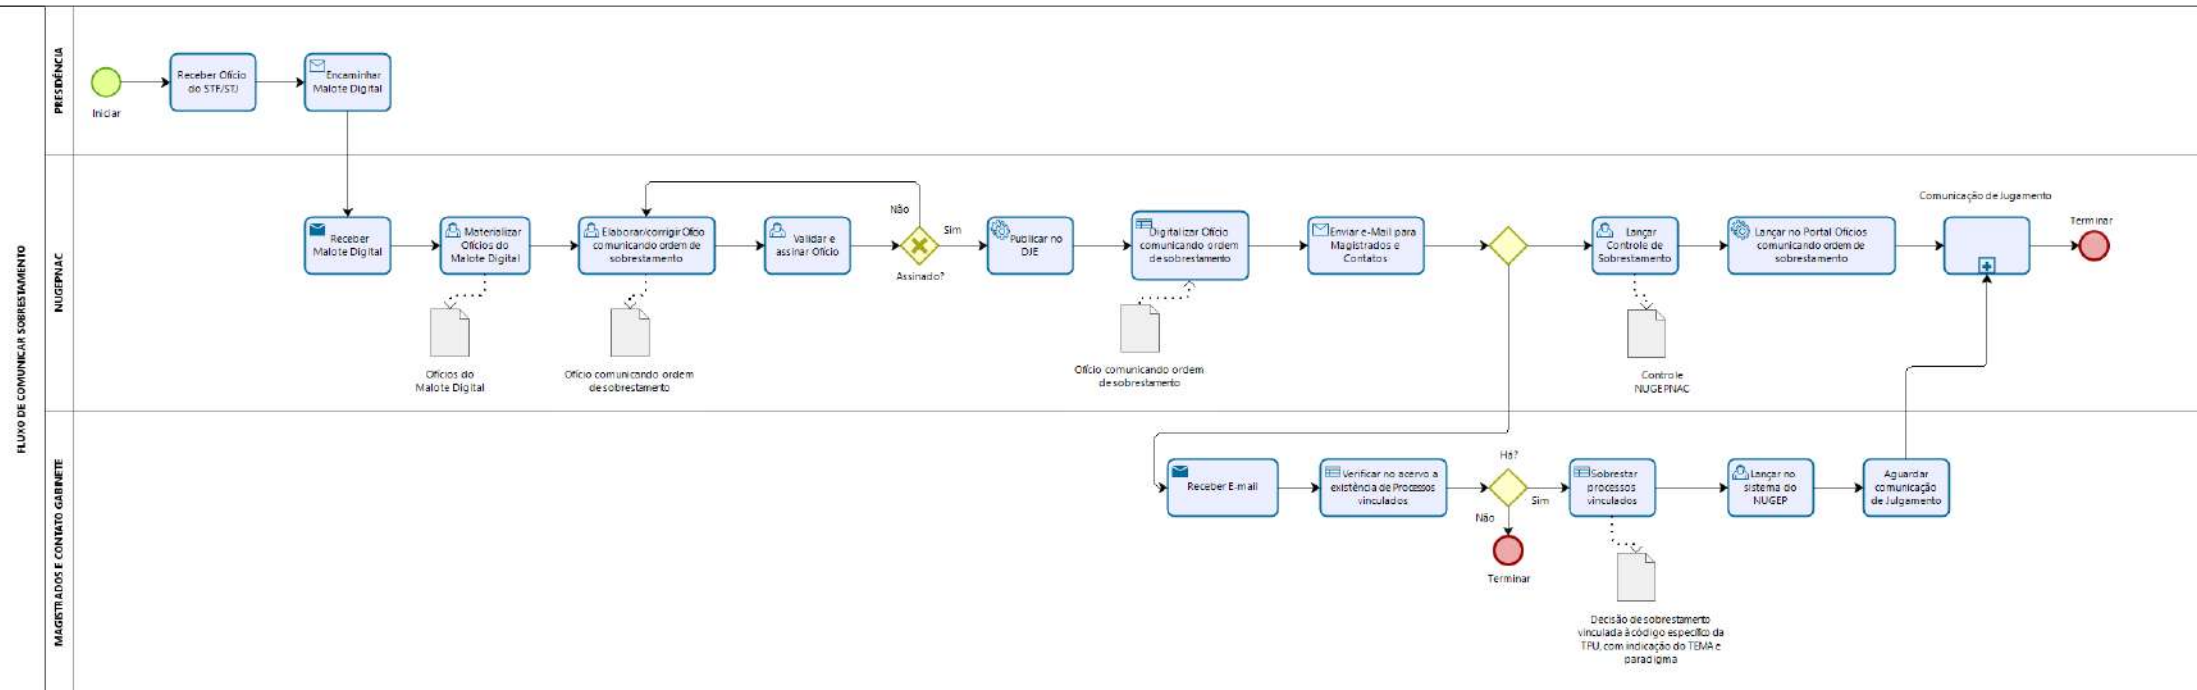 FLUXO DE COMUNICAR SOBRESTAMENTO
PRESIDÊNCIA
Iniciar
Receber Ofício
do STF/STJ
Encaminhar
Malote Digital
NUGEPNAC
Receber
Malote Digital
Materializar
Ofícios do
Malote Digital
Ofícios do
Malote Digital
Elaborar/corrigir Ofício
comunicando ordem de
sobrestamento
Ofício comunicando ordem
de sobrestamento
Validar e
assinar Ofício
Não
Sim
Assinado?
Publicar no
DJE
Digitalizar Ofício
comunicando ordem
de sobrestamento
Ofício comunicando ordem
de sobrestamento
Enviar e-Mail para
Magistrados e
Contatos
Lançar
Controle de
Sobrestamento
Controle
NUGEPNAC
Lançar no Portal Ofícios
comunicando ordem de
sobrestamento
Comunicação de Jugamento
Terminar
MAGISTRADOS E CONTATO GABINETE
Receber E-mail
Verificar no acervo a
existência de Processos
vinculados
Há?
Sim
Não
Terminar
Sobrestar
processos
vinculados
Decisão de sobrestamento
vinculada à código específico da
TPU, com indicação do TEMA e
paradigma
Lançar no
sistema do
NUGEP
Aguardar
comunicação
de Julgamento